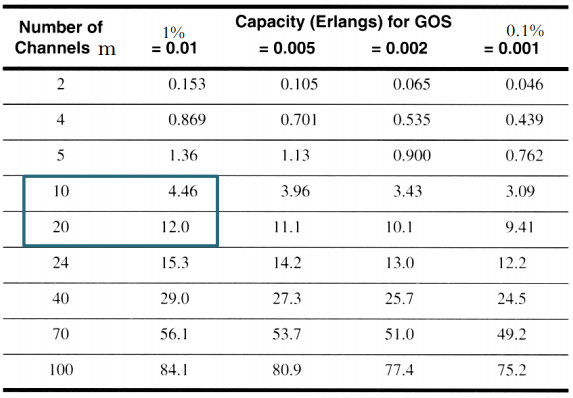 Number of Channels m 1% = 0.01 Capacity (Erlangs) for GOS = 0.005 = 0.002 0.1% = 0.001
2 0.153 0.105 0.065 0.046
4 0.869 0.701 0.535 0.439
5 1.36 1.13 0.900 0.762
10 4.46 3.96 3.43 3.09
20 12.0 11.1 10.1 9.41
24 15.3 14.2 13.0 12.2
40 29.0 27.3 25.7 24.5
70 56.1 53.7 51.0 49.2
100 84.1 80.9 77.4 75.2